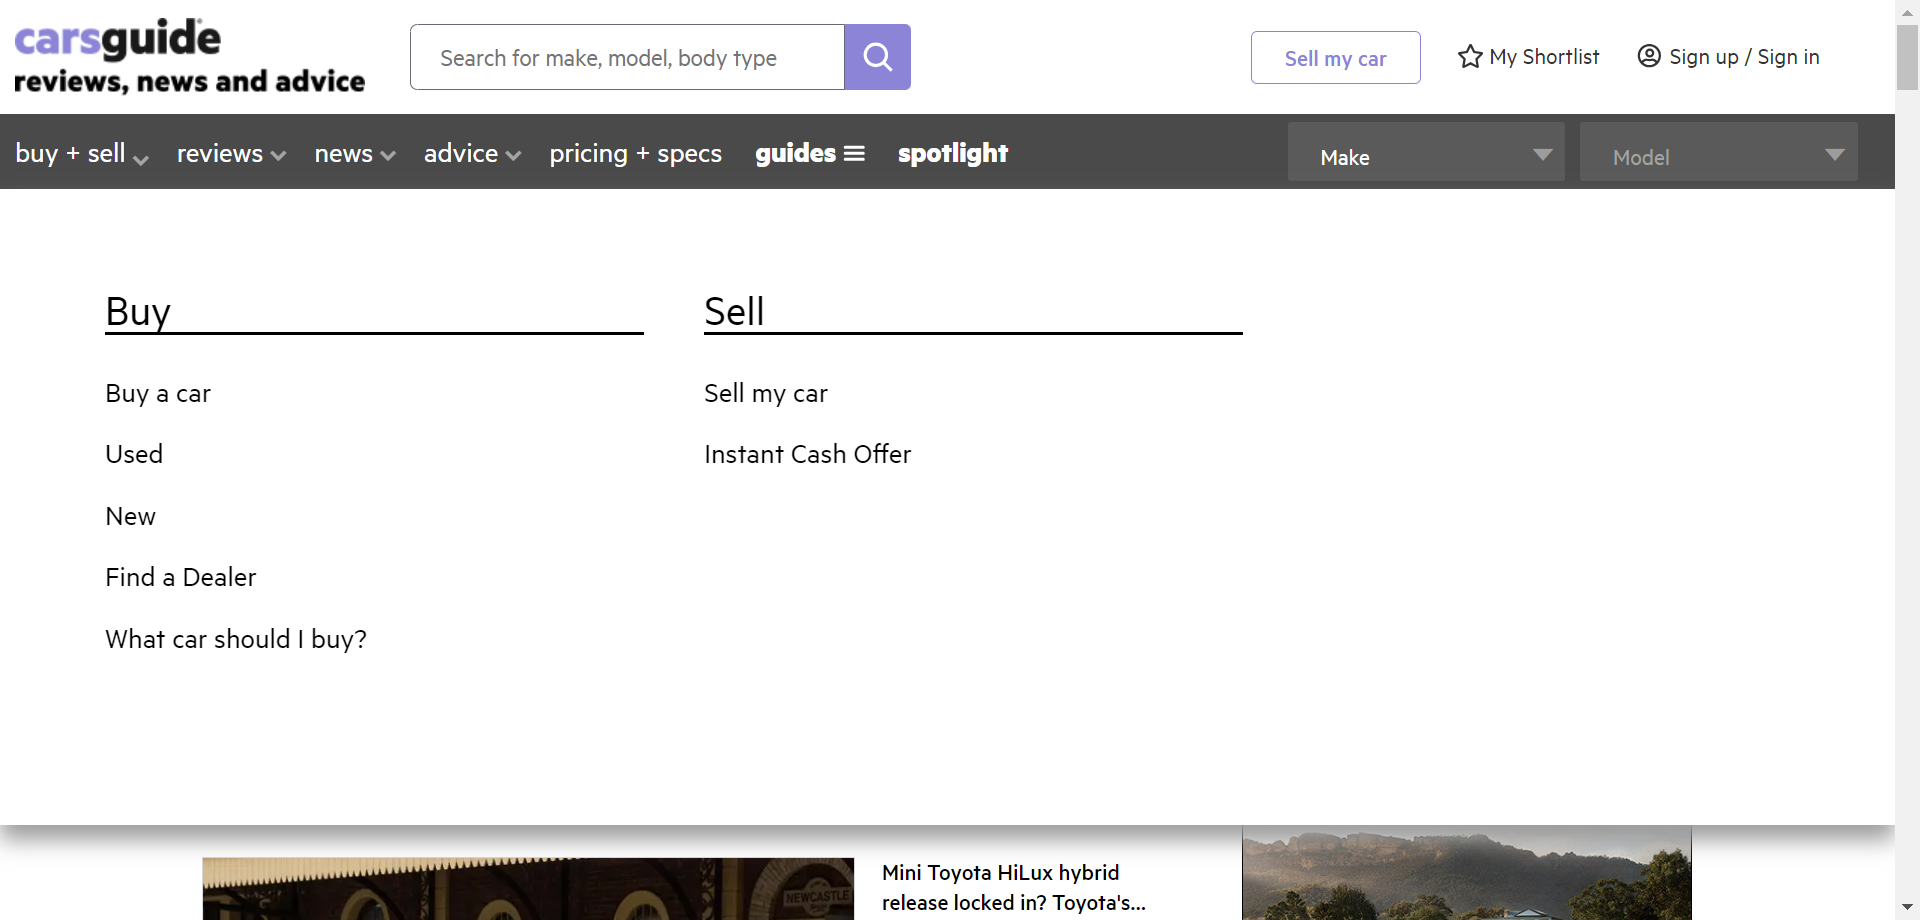 carsguide
reviews, news and advice
Search for make, model, body type
Sell my car
My Shortlist
Sign up / Sign in
buy + sell
reviews
news
advice
pricing + specs
guides
spotlight
Make
Model
Buy
Buy a car
Used
New
Find a Dealer
What car should I buy?
Sell
Sell my car
Instant Cash Offer
NEWCASTLE
Mini Toyota HiLux hybrid
release locked in? Toyota's...